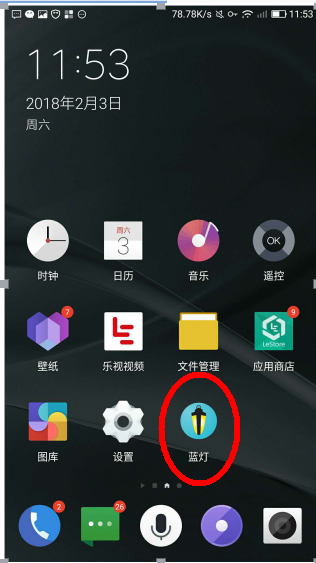 78.78K/s 11:53
11:53
2018年2月3日
周六
周六
3
OK
时钟 日历 音乐 遥控
7
9
LeStore
壁纸 乐视视频 文件管理 应用商店
图库 设置 蓝灯
2
26